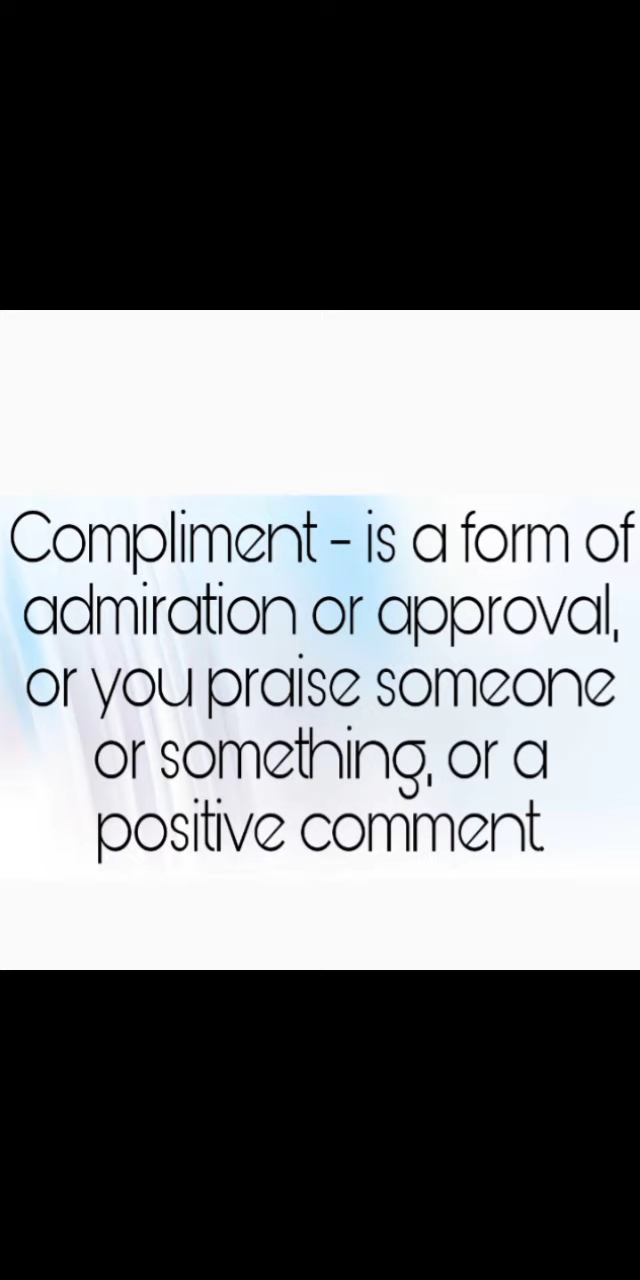 Compliment - is a form of
admiration or approval,
or you praise someone
or something, or a
positive comment.